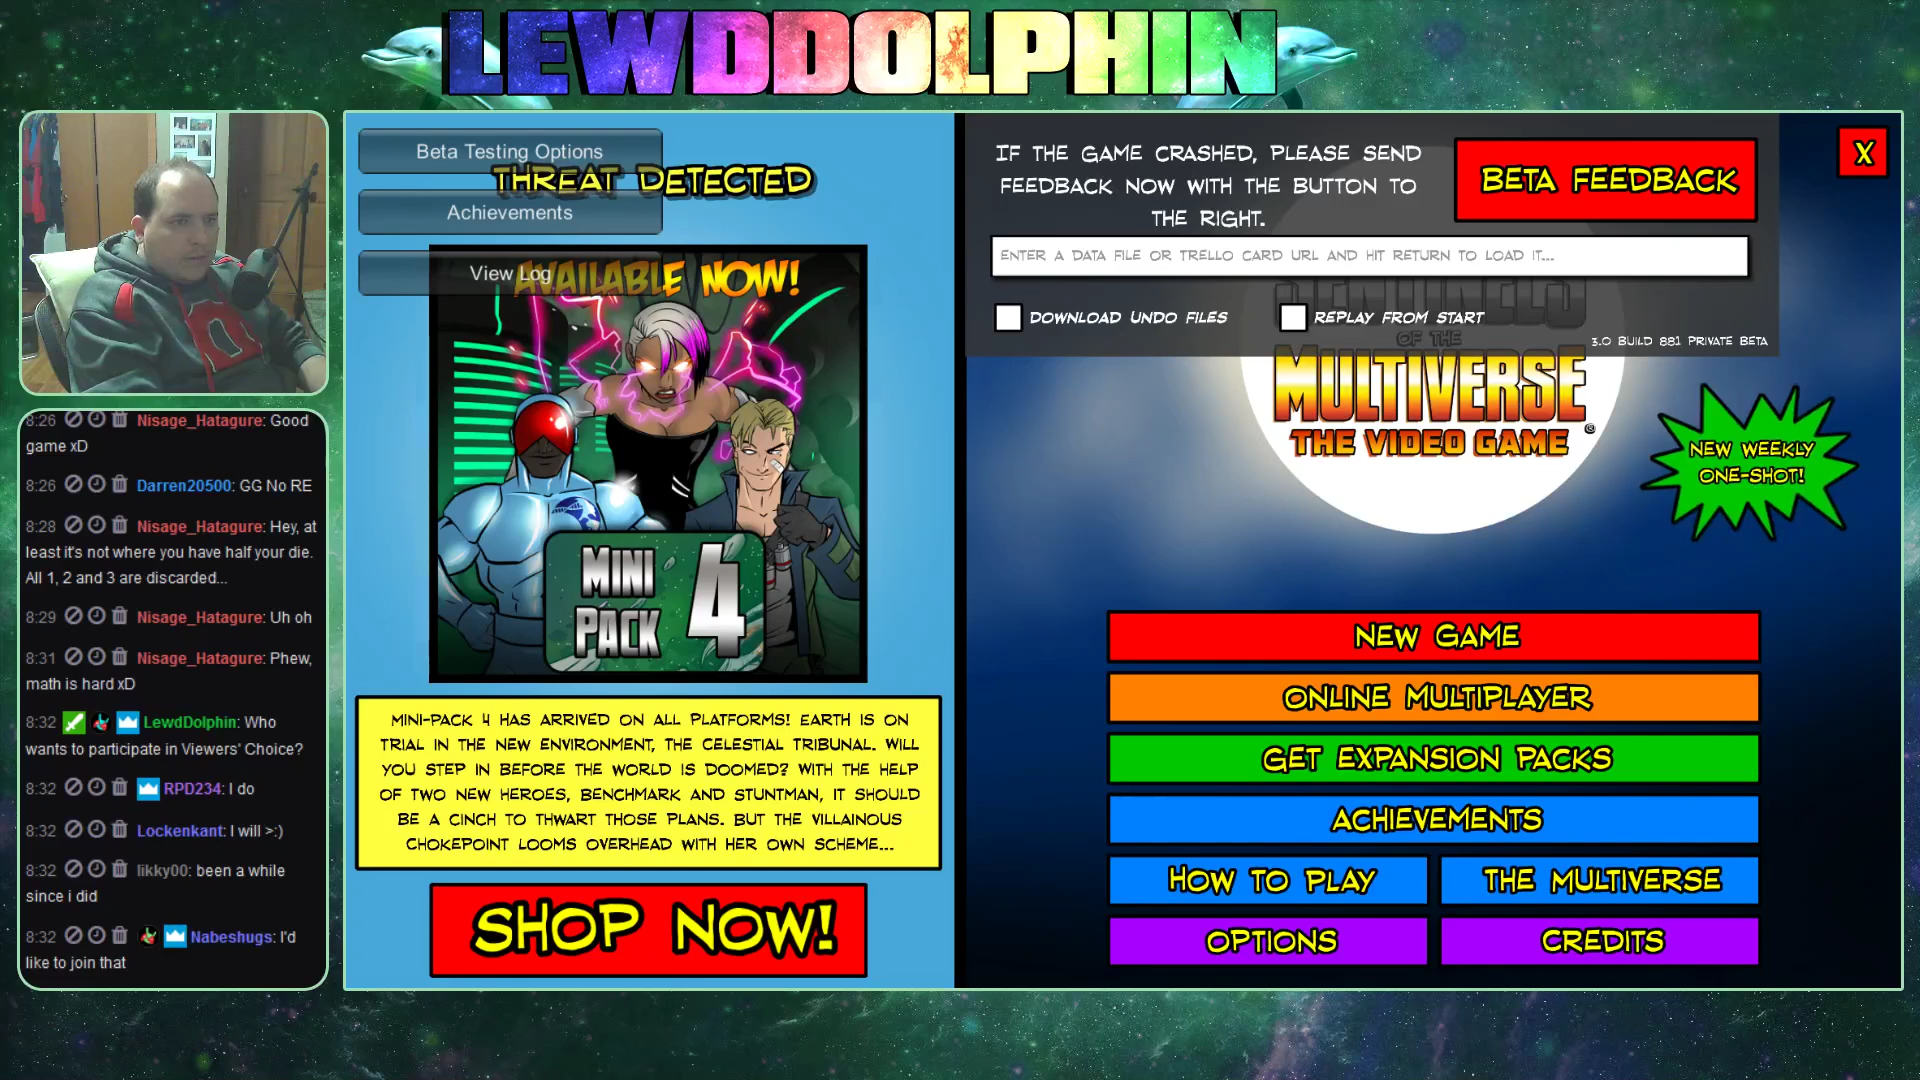 LEWDDOLPHIN
8:26 Nisage_Hatagure: Good
game xD
8:26 Darren20500: GG No RE
8:28 Nisage_Hatagure: Hey, at
least it's not where you have half your die.
All 1, 2 and 3 are discarded...
8:29 Nisage_Hatagure: Uh oh
8:31 Nisage_Hatagure: Phew,
math is hard xD
8:32 LewdDolphin: Who
wants to participate in Viewers' Choice?
8:32 RPD234: I do
8:32 Lockenkant: I will >:)
8:32 likky00: been a while
since i did
8:32 Nabeshugs: I'd
like to join that
Beta Testing Options
THREAT DETECTED
Achievements
View Log
AVAILABLE NOW!
MINI
PACK 4
MINI-PACK 4 HAS ARRIVED ON ALL PLATFORMS! EARTH IS ON
TRIAL IN THE NEW ENVIRONMENT, THE CELESTIAL TRIBUNAL. WILL
YOU STEP IN BEFORE THE WORLD IS DOOMED? WITH THE HELP
OF TWO NEW HEROES, BENCHMARK AND STUNTMAN, IT SHOULD
BE A CINCH TO THWART THOSE PLANS. BUT THE VILLAINOUS
CHOKEPOINT LOOMS OVERHEAD WITH HER OWN SCHEME...
SHOP NOW!
IF THE GAME CRASHED, PLEASE SEND
FEEDBACK NOW WITH THE BUTTON TO
THE RIGHT.
BETA FEEDBACK
X
ENTER A DATA FILE OR TRELLO CARD URL AND HIT RETURN TO LOAD IT...
DOWNLOAD UNDO FILES
REPLAY FROM START
3.0 BUILD 881 PRIVATE BETA
SENTINELS
OF THE
MULTIVERSE
THE VIDEO GAME ®
NEW WEEKLY
ONE-SHOT!
NEW GAME
ONLINE MULTIPLAYER
GET EXPANSION PACKS
ACHIEVEMENTS
HOW TO PLAY
THE MULTIVERSE
OPTIONS
CREDITS